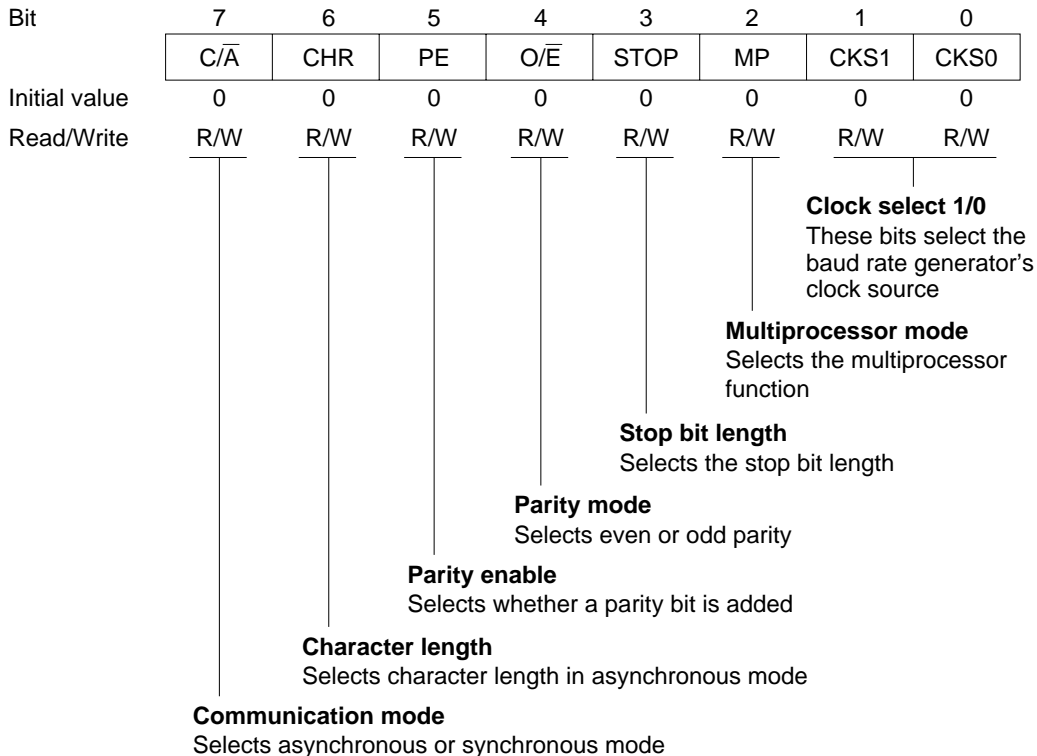 Bit 7 6 5 4 3 2 1 0
C/A̅ CHR PE O/E̅ STOP MP CKS1 CKS0
Initial value 0 0 0 0 0 0 0 0
Read/Write R/W R/W R/W R/W R/W R/W R/W R/W
Clock select 1/0
These bits select the
baud rate generator’s
clock source
Multiprocessor mode
Selects the multiprocessor
function
Stop bit length
Selects the stop bit length
Parity mode
Selects even or odd parity
Parity enable
Selects whether a parity bit is added
Character length
Selects character length in asynchronous mode
Communication mode
Selects asynchronous or synchronous mode